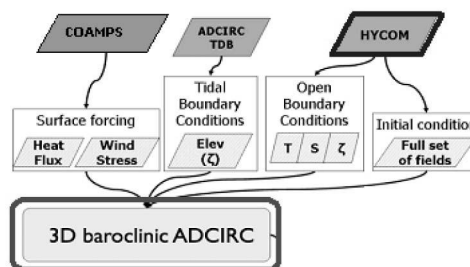 COAMPS
ADCIRC
TDB
HYCOM
Surface forcing
Heat
Flux
Wind
Stress
Tidal
Boundary
Conditions
Elev
(ζ)
Open
Boundary
Conditions
T S ζ
Initial condition
Full set
of fields
3D baroclinic ADCIRC